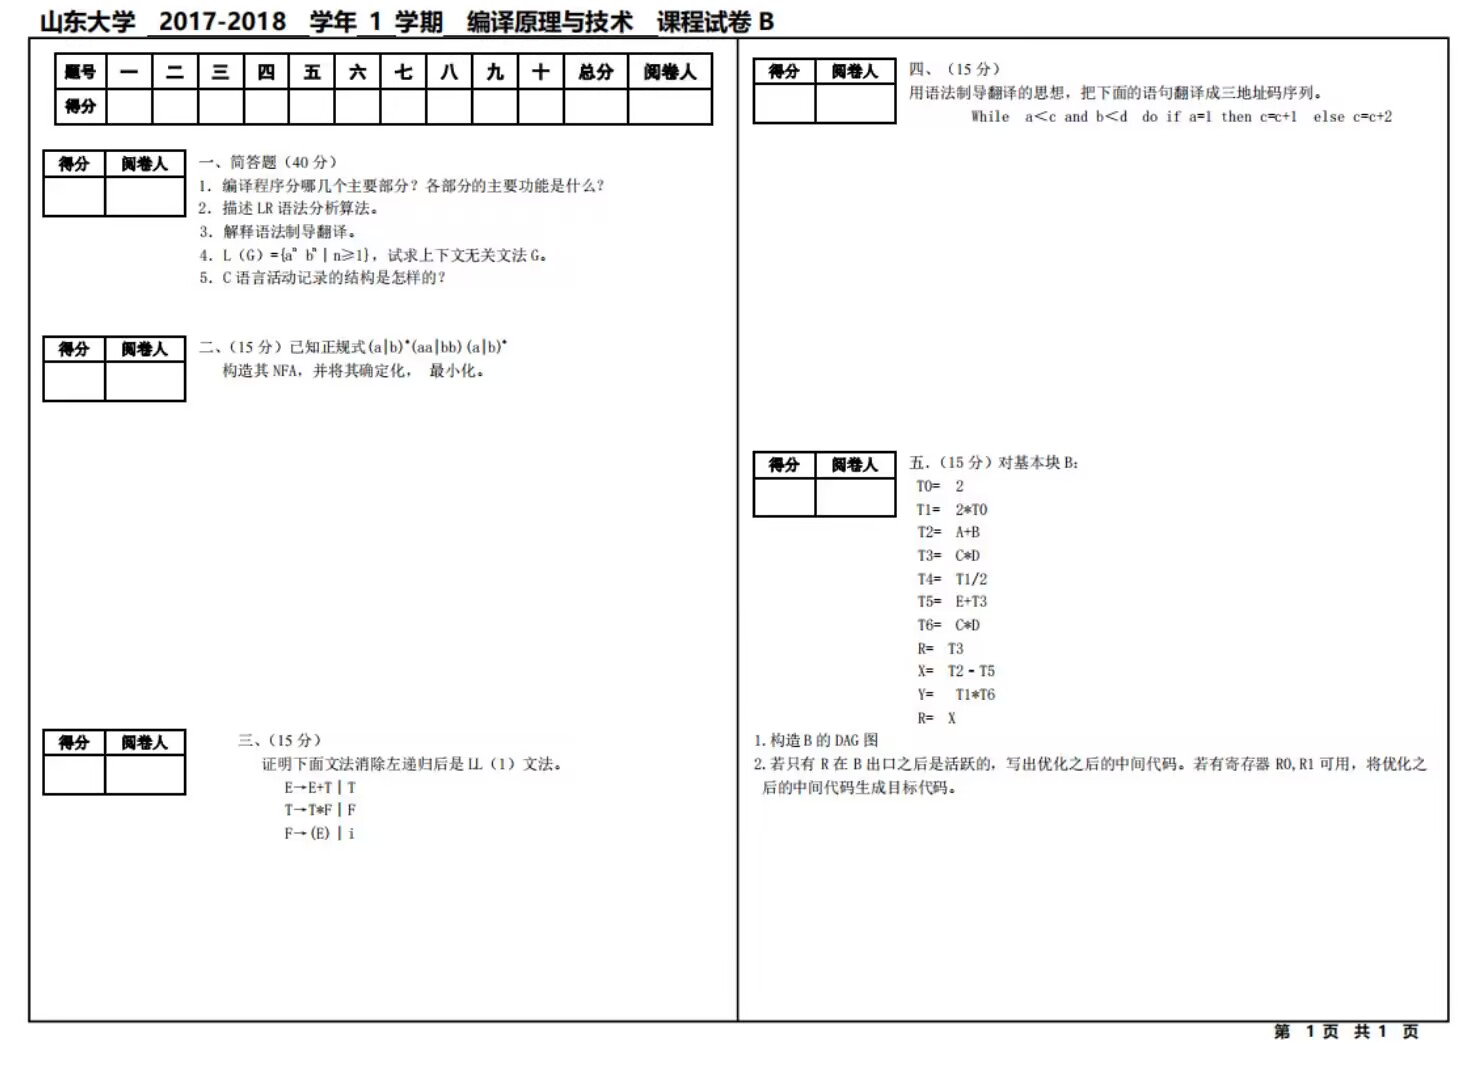 山东大学 2017-2018 学年 1 学期 编译原理与技术 课程试卷 B
题号 一 二 三 四 五 六 七 八 九 十 总分 阅卷人
得分
得分 阅卷人
一、简答题（40 分）
1. 编译程序分哪几个主要部分？各部分的主要功能是什么？
2. 描述 LR 语法分析算法。
3. 解释语法制导翻译。
4. L（G）={aⁿ bⁿ | n≥1}，试求上下文无关文法 G。
5. C 语言活动记录的结构是怎样的？
得分 阅卷人
二、（15 分）已知正规式(a|b)*(aa|bb)(a|b)*
构造其 NFA，并将其确定化， 最小化。
得分 阅卷人
三、（15 分）
证明下面文法消除左递归后是 LL（1）文法。
E→E+T | T
T→T*F | F
F→(E) | i
得分 阅卷人
四、（15 分）
用语法制导翻译的思想，把下面的语句翻译成三地址码序列。
While a＜c and b＜d do if a=1 then c=c+1 else c=c+2
得分 阅卷人
五.（15 分）对基本块 B：
T0= 2
T1= 2*T0
T2= A+B
T3= C*D
T4= T1/2
T5= E+T3
T6= C*D
R= T3
X= T2-T5
Y= T1*T6
R= X
1.构造 B 的 DAG 图
2.若只有 R 在 B 出口之后是活跃的，写出优化之后的中间代码。若有寄存器 R0,R1 可用，将优化之
后的中间代码生成目标代码。
第 1 页 共 1 页